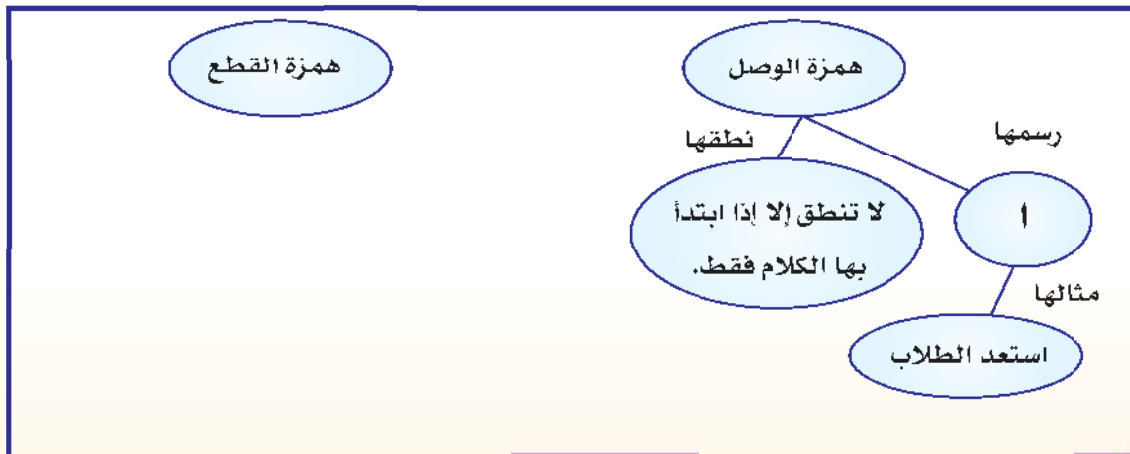 همزة الوصل
همزة القطع
رسمها
نطقها
ا
لا تنطق إلا إذا ابتدأ
بها الكلام فقط.
مثالها
استعد الطلاب